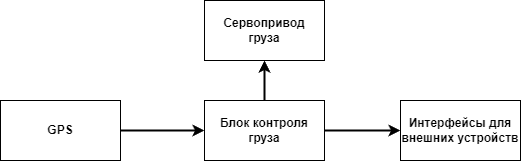 Сервопривод
груза
GPS
Блок контроля
груза
Интерфейсы для
внешних устройств